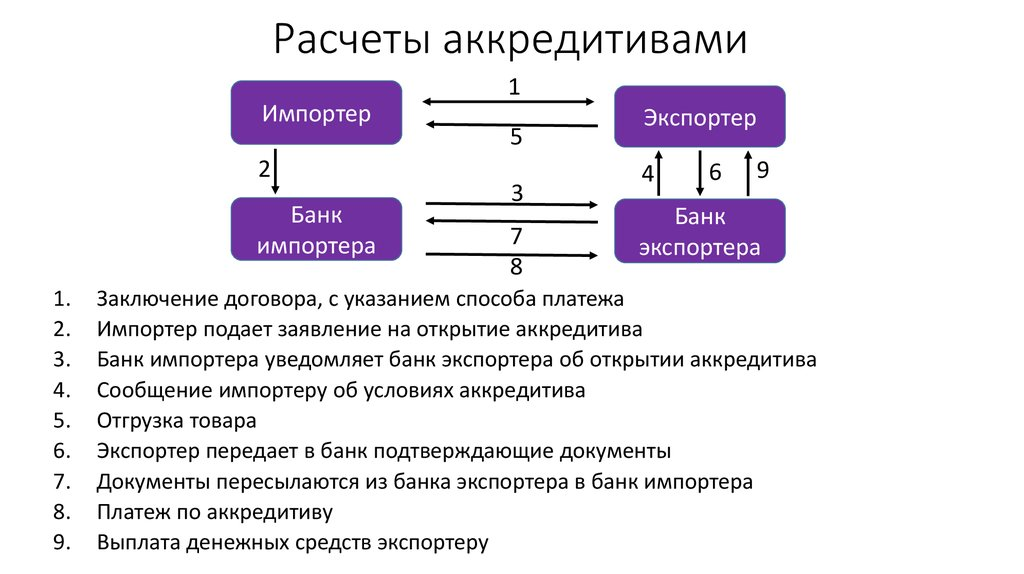 Расчеты аккредитивами
1
Импортер
Экспортер
5
2
4
6
9
3
Банк
импортера
Банк
экспортера
7
8
1. Заключение договора, с указанием способа платежа
2. Импортер подает заявление на открытие аккредитива
3. Банк импортера уведомляет банк экспортера об открытии аккредитива
4. Сообщение импортеру об условиях аккредитива
5. Отгрузка товара
6. Экспортер передает в банк подтверждающие документы
7. Документы пересылаются из банка экспортера в банк импортера
8. Платеж по аккредитиву
9. Выплата денежных средств экспортеру